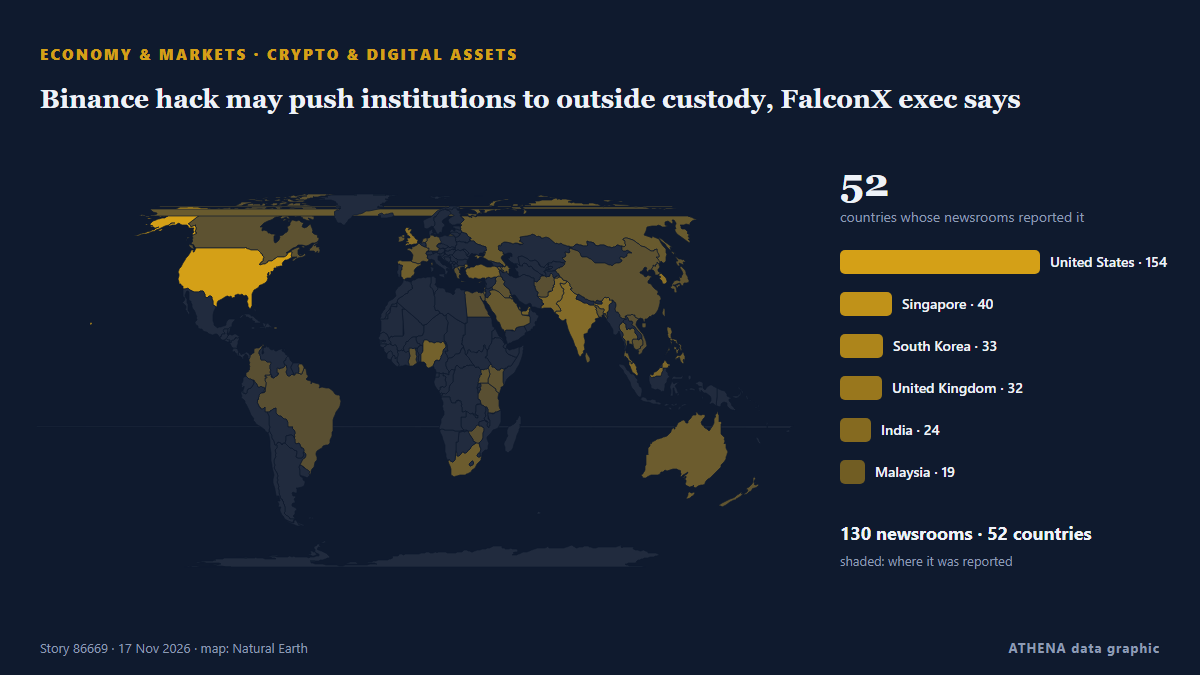 ECONOMY & MARKETS · CRYPTO & DIGITAL ASSETS
Binance hack may push institutions to outside custody, FalconX exec says
52
countries whose newsrooms reported it
United States · 154
Singapore · 40
South Korea · 33
United Kingdom · 32
India · 24
Malaysia · 19
130 newsrooms · 52 countries
shaded: where it was reported
Story 86669 · 17 Nov 2026 · map: Natural Earth
ATHENA data graphic